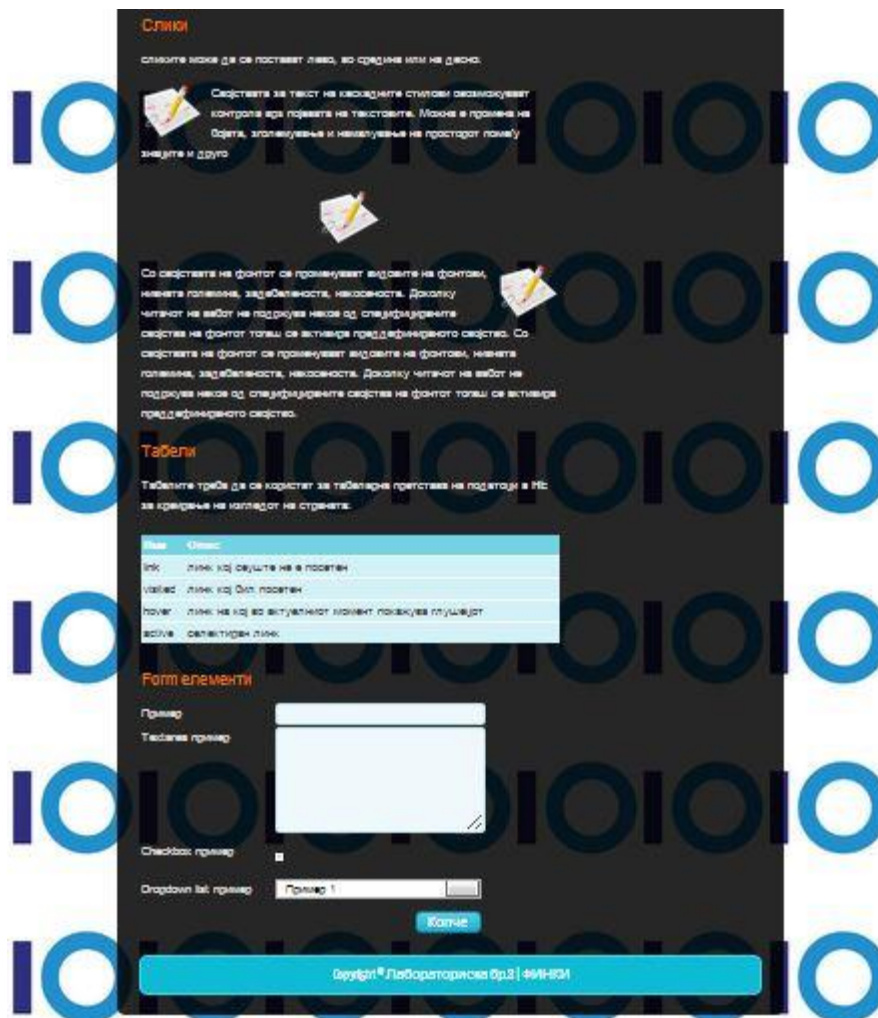 Слики
сликите може да се постават лево, во средина или на десно.
Својствата за текст на каскадните стилови овозможуваат
контрола врз појавата на текстовите. Можна е промена на
бојата, зголемување и намалување на просторот помеѓу
знаците и друго
Со својствата на фонтот се променуваат видовите на фонтови,
нивната големина, задебеленоста, накосеноста. Доколку
читачот на вебот не подржува некое од специфицираните
својства на фонтот тогаш се активира предефинираното својство. Со
својствата на фонтот се променуваат видовите на фонтови, нивната
големина, задебеленоста, накосеноста. Доколку читачот на вебот не
подржува некое од специфицираните својства на фонтот тогаш се активира
предефинираното својство.
Табели
Табелите треба да се користат за табеларна претстава на податоци а НЕ
за креирање на изгледот на страната.
Опис
link линк кој сеуште не е посетен
visited линк кој бил посетен
hover линк на кој во актуелниот момент покажува глушецот
active селектиран линк
Form елементи
Пример
Textarea пример
Checkbox пример
Dropdown list пример Пример 1
Копче
Copyright © Лабораториска бр.2 | ФИНКИ